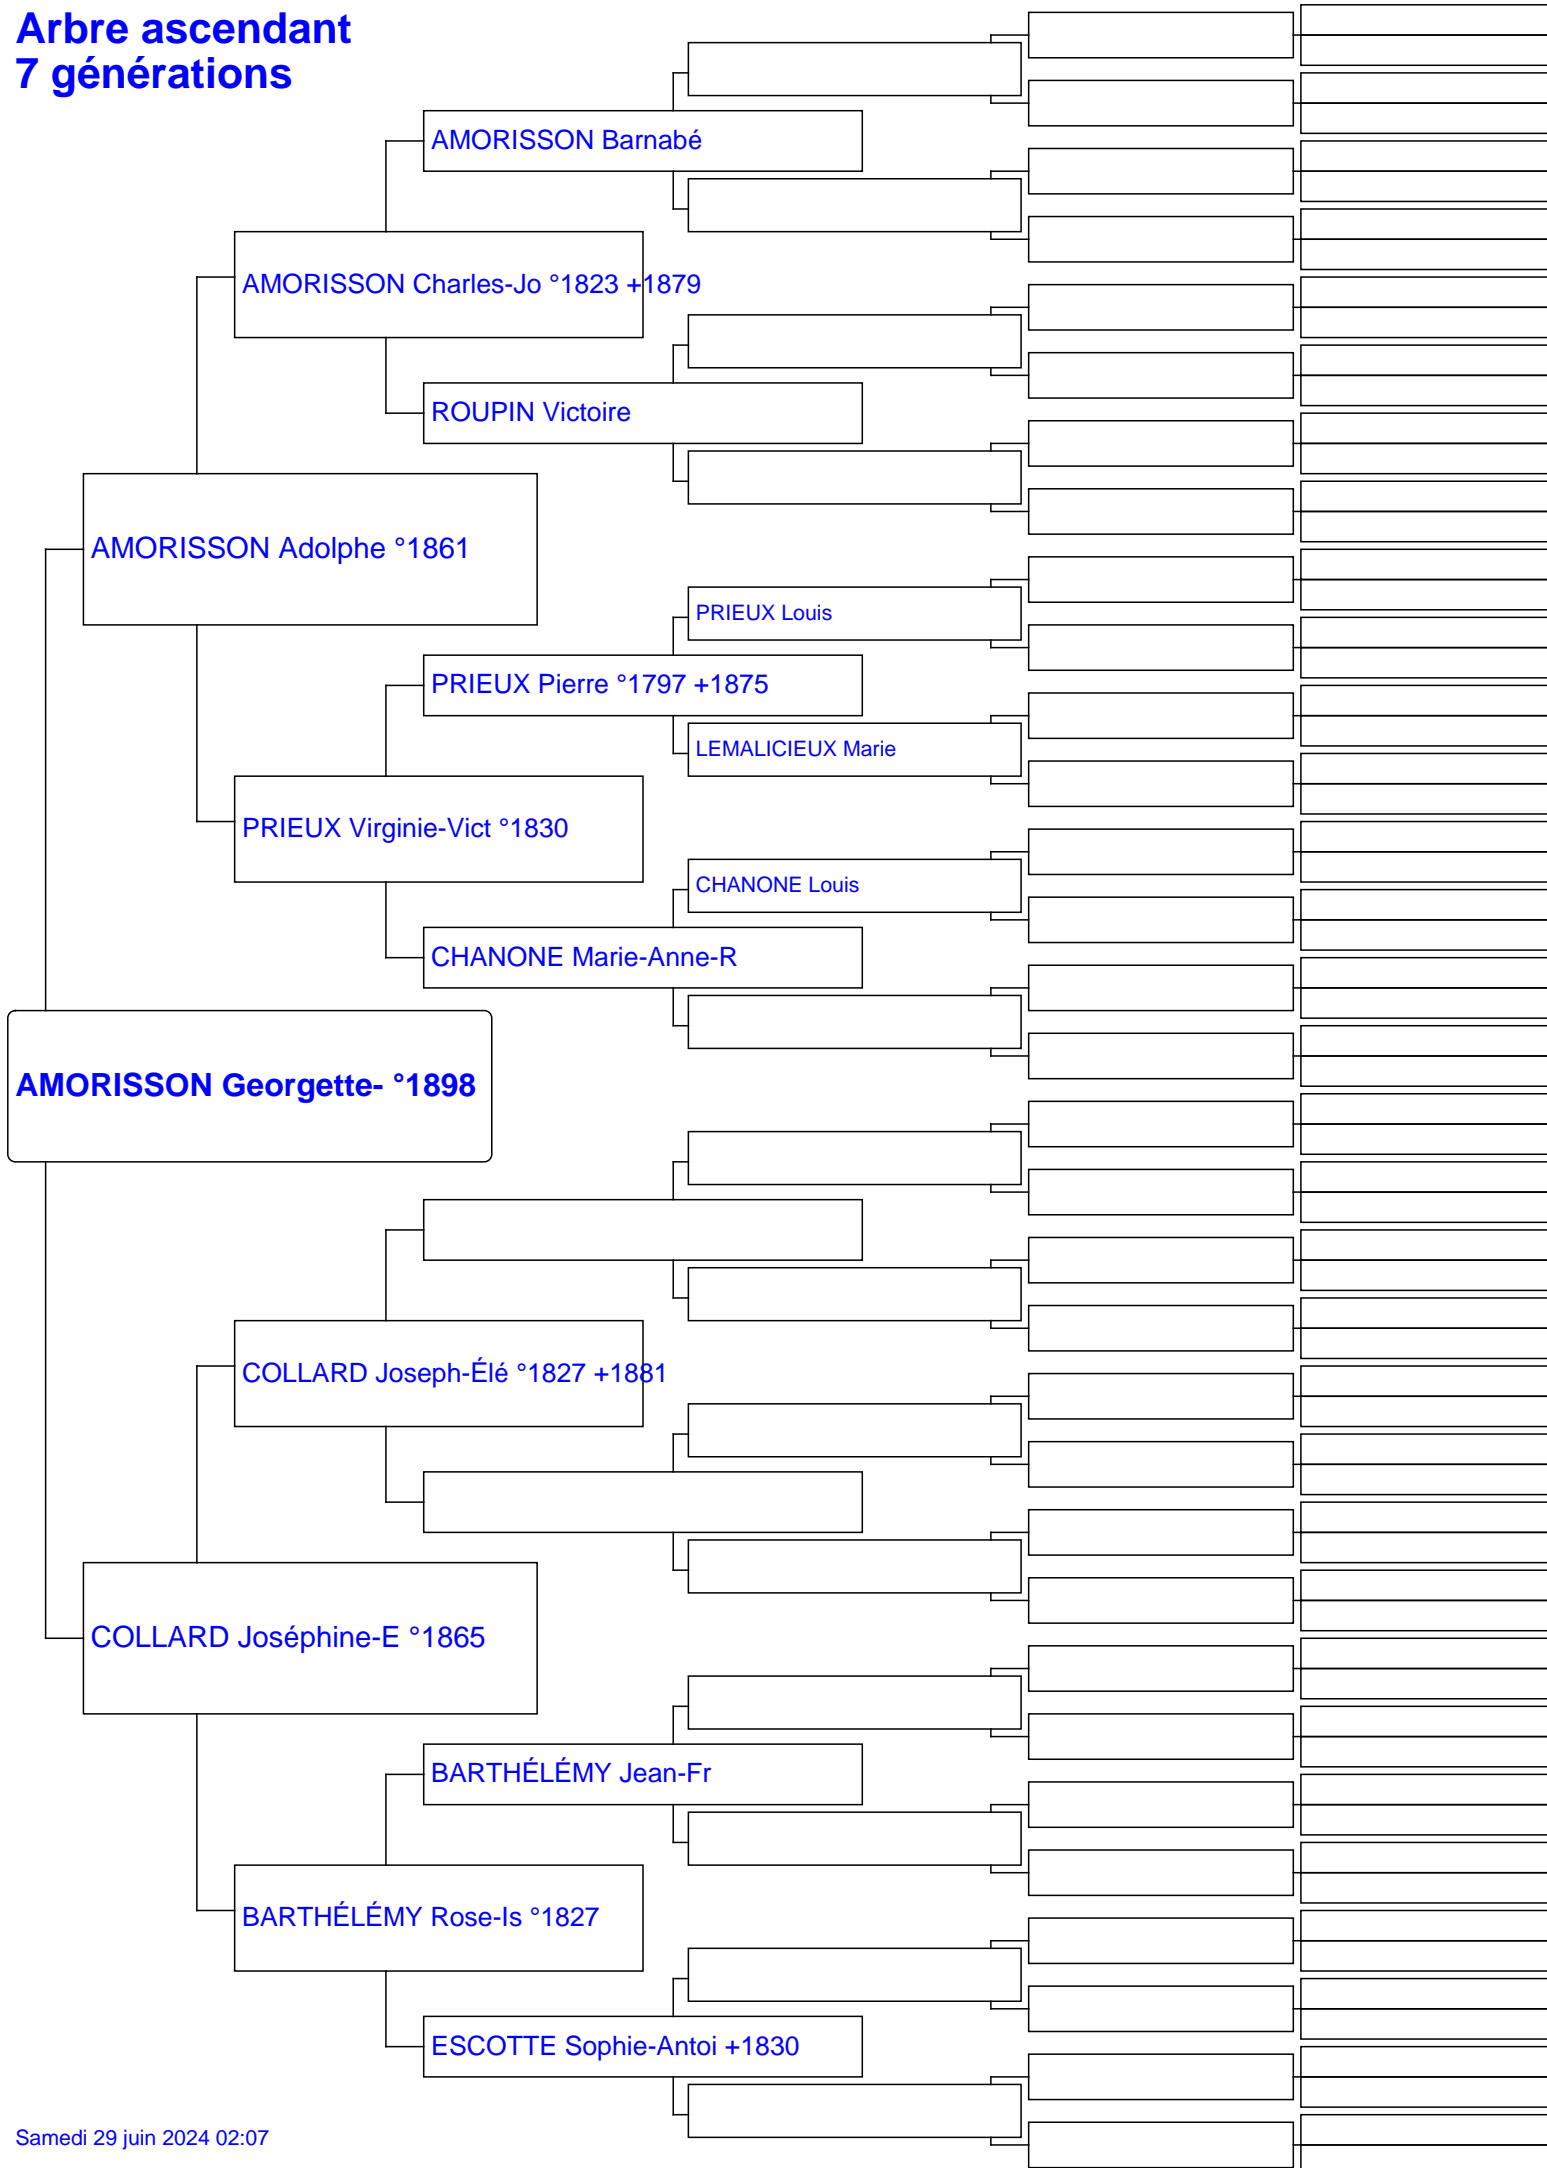 Arbre ascendant
7 générations
AMORISSON Barnabé
AMORISSON Charles-Jo °1823 +1879
ROUPIN Victoire
AMORISSON Adolphe °1861
PRIEUX Louis
PRIEUX Pierre °1797 +1875
LEMALICIEUX Marie
PRIEUX Virginie-Vict °1830
CHANONE Louis
CHANONE Marie-Anne-R
AMORISSON Georgette- °1898
COLLARD Joseph-Élé °1827 +1881
COLLARD Joséphine-E °1865
BARTHÉLÉMY Jean-Fr
BARTHÉLÉMY Rose-Is °1827
ESCOTTE Sophie-Antoi +1830
Samedi 29 juin 2024 02:07